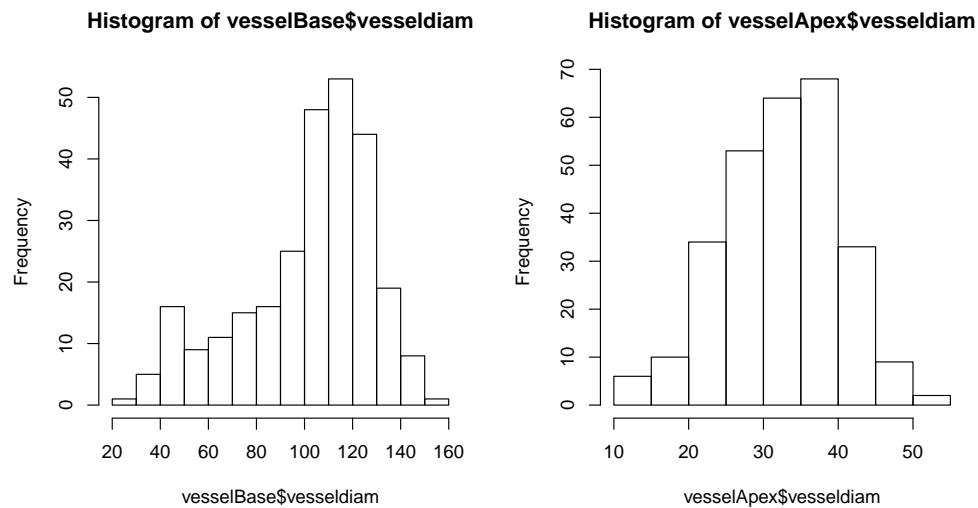 Histogram of vesselBase$vesseldiam
Frequency
0
10
20
30
40
50
20 40 60 80 100 120 140 160
vesselBase$vesseldiam
Histogram of vesselApex$vesseldiam
Frequency
0
10
20
30
40
50
60
70
10 20 30 40 50
vesselApex$vesseldiam